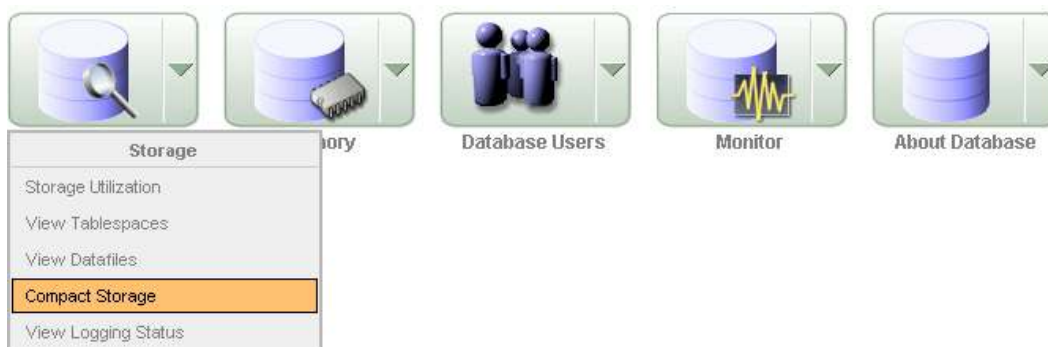 ory
Database Users
Monitor
About Database
Storage
Storage Utilization
View Tablespaces
View Datafiles
Compact Storage
View Logging Status